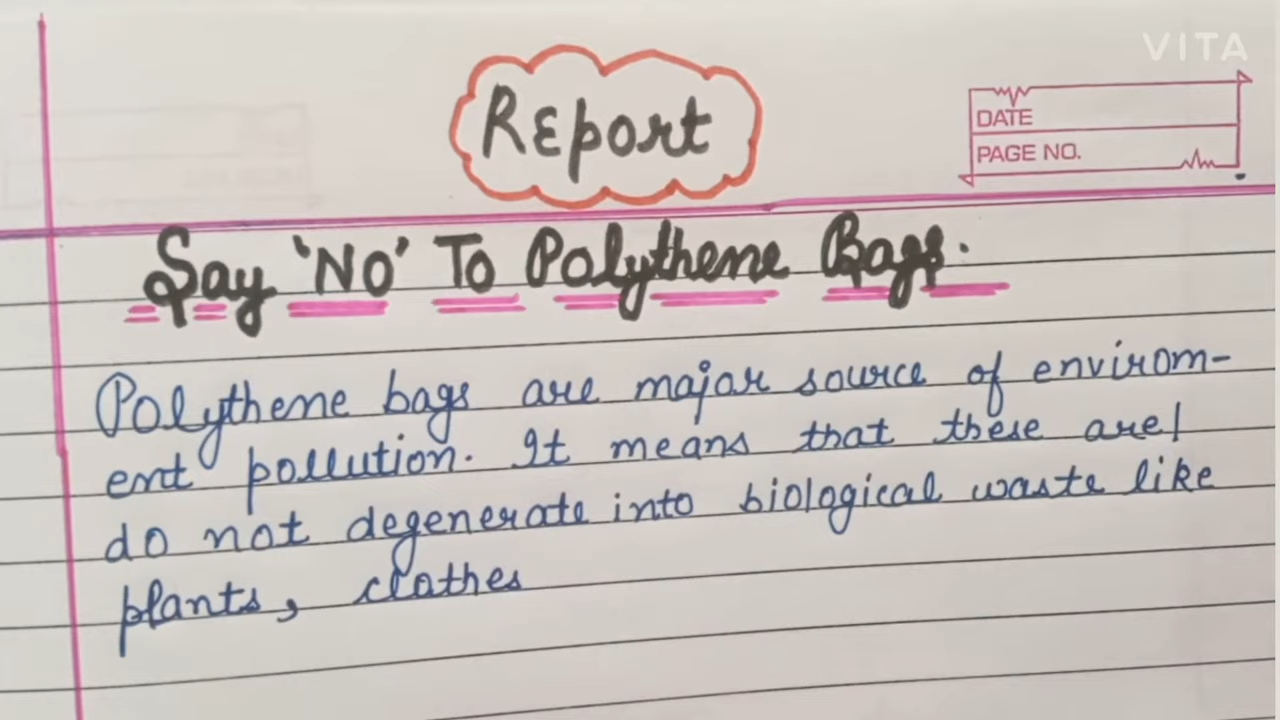 VITA
Report
DATE
PAGE NO.
Say 'NO' To Polythene Bags.
Polythene bags are major source of envirom-
ent pollution. It means that these are/
do not degenerate into biological waste like
plants, clothes